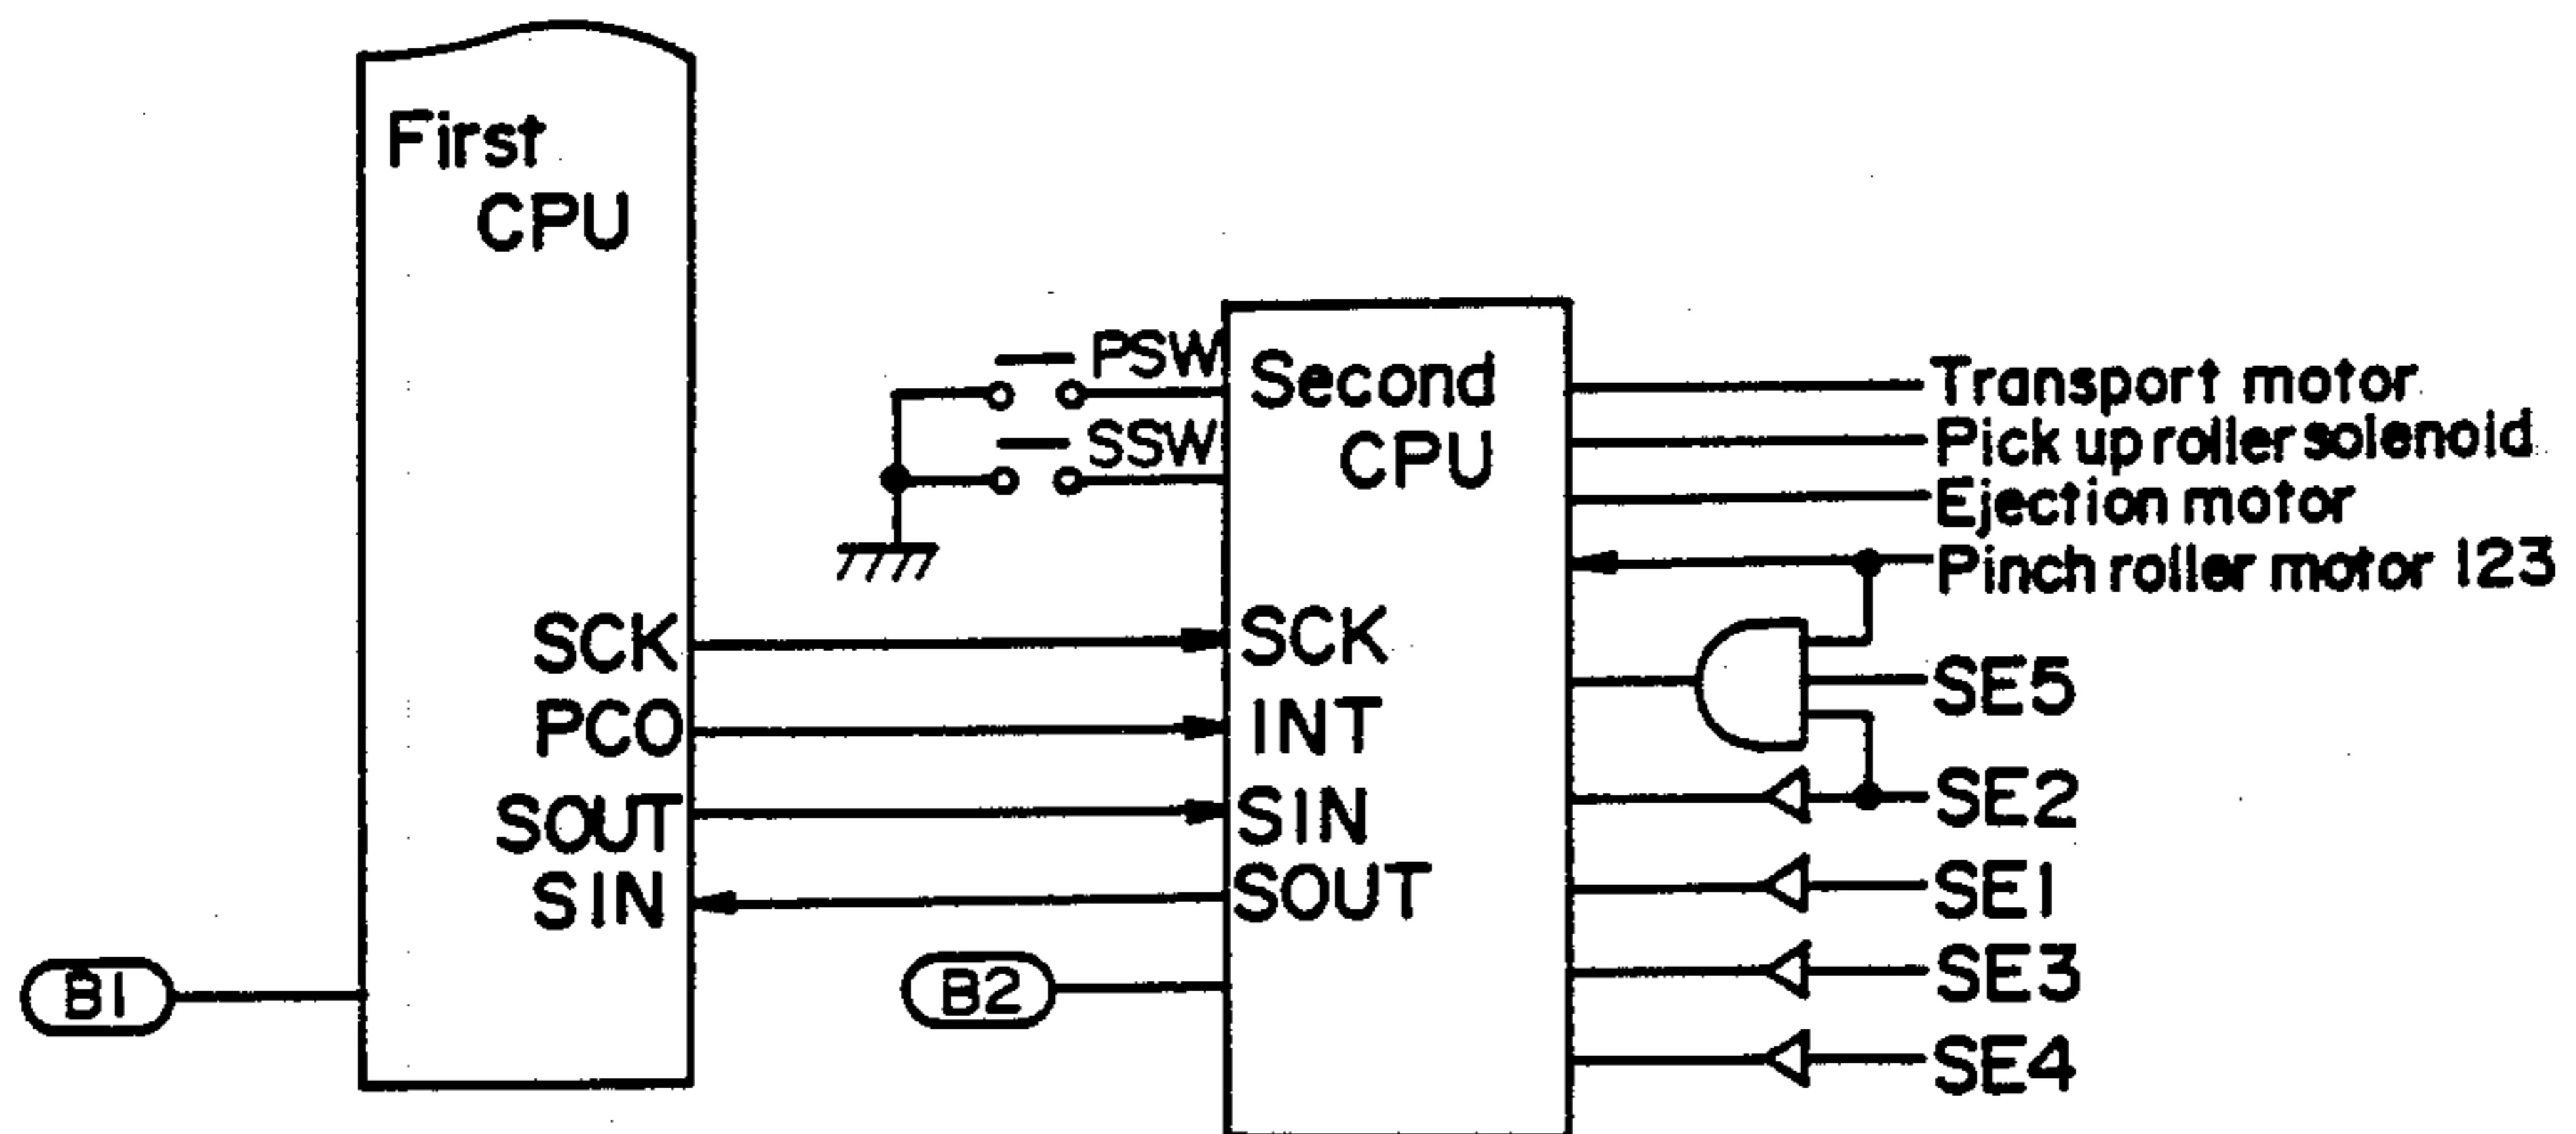 First
CPU
PSW
SSW
Second
CPU
Transport motor
Pick up roller solenoid
Ejection motor
Pinch roller motor 123
SCK
PCO
SOUT
SIN
SCK
INT
SIN
SOUT
SE5
SE2
SE1
SE3
SE4
B1
B2